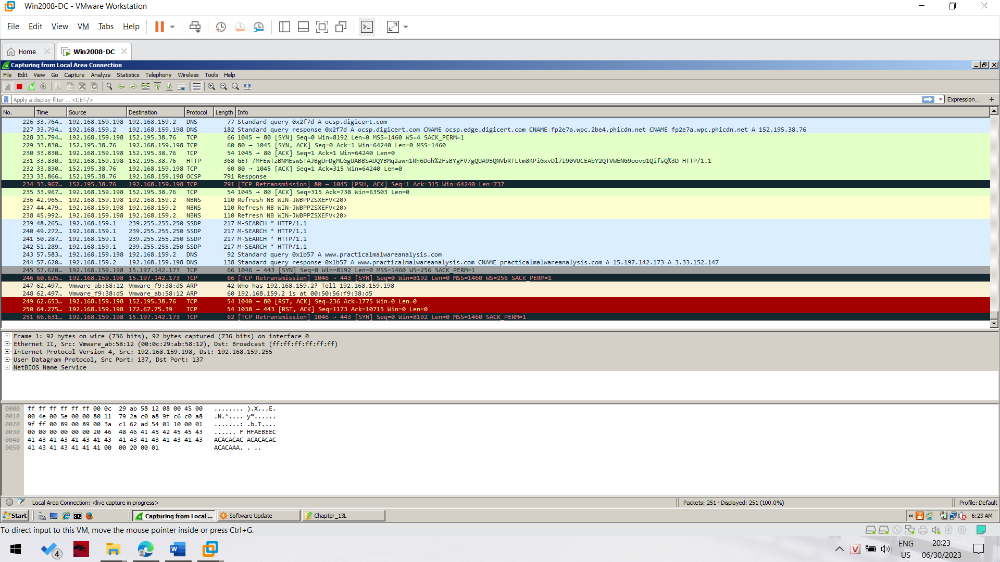 Win2008-DC - VMware Workstation
File Edit View VM Tabs Help
Home Win2008-DC
Capturing from Local Area Connection
File Edit View Go Capture Analyze Statistics Telephony Wireless Tools Help
Apply a display filter ... <Ctrl-/> Expression... +
No. Time Source Destination Protocol Length Info
226 33.764… 192.168.159.198 192.168.159.2 DNS 77 Standard query 0x2f7d A ocsp.digicert.com
227 33.794… 192.168.159.2 192.168.159.198 DNS 182 Standard query response 0x2f7d A ocsp.digicert.com CNAME ocsp.edge.digicert.com CNAME fp2e7a.wpc.2be4.phicdn.net CNAME fp2e7a.wpc.phicdn.net A 152.195.38.76
228 33.794… 192.168.159.198 152.195.38.76 TCP 66 1045 → 80 [SYN] Seq=0 Win=8192 Len=0 MSS=1460 WS=4 SACK_PERM=1
229 33.830… 152.195.38.76 192.168.159.198 TCP 60 80 → 1045 [SYN, ACK] Seq=0 Ack=1 Win=64240 Len=0 MSS=1460
230 33.830… 192.168.159.198 152.195.38.76 TCP 54 1045 → 80 [ACK] Seq=1 Ack=1 Win=64240 Len=0
231 33.830… 192.168.159.198 152.195.38.76 HTTP 368 GET /MFEwTzBNMEswSTAJBgUrDgMCGgUABBSAUQYBMq2awn1Rh6Doh%2FsBYgFV7gQUA95QNVbRTLtm8KPiGxvDl7I90VUCEAbY2QTVWENG9oovp1QifsQ%3D HTTP/1.1
232 33.830… 152.195.38.76 192.168.159.198 TCP 60 80 → 1045 [ACK] Seq=1 Ack=315 Win=64240 Len=0
233 33.866… 152.195.38.76 192.168.159.198 OCSP 791 Response
234 33.967… 152.195.38.76 192.168.159.198 TCP 791 [TCP Retransmission] 80 → 1045 [PSH, ACK] Seq=1 Ack=315 Win=64240 Len=737
235 33.967… 192.168.159.198 152.195.38.76 TCP 54 1045 → 80 [ACK] Seq=315 Ack=738 Win=63503 Len=0
236 42.965… 192.168.159.198 192.168.159.2 NBNS 110 Refresh NB WIN-JWBPPZSXEFV<20>
237 44.479… 192.168.159.198 192.168.159.2 NBNS 110 Refresh NB WIN-JWBPPZSXEFV<20>
238 45.992… 192.168.159.198 192.168.159.2 NBNS 110 Refresh NB WIN-JWBPPZSXEFV<20>
239 48.265… 192.168.159.1 239.255.255.250 SSDP 217 M-SEARCH * HTTP/1.1
240 49.272… 192.168.159.1 239.255.255.250 SSDP 217 M-SEARCH * HTTP/1.1
241 50.287… 192.168.159.1 239.255.255.250 SSDP 217 M-SEARCH * HTTP/1.1
242 51.289… 192.168.159.1 239.255.255.250 SSDP 217 M-SEARCH * HTTP/1.1
243 57.583… 192.168.159.198 192.168.159.2 DNS 92 Standard query 0x1b57 A www.practicalmalwareanalysis.com
244 57.620… 192.168.159.2 192.168.159.198 DNS 138 Standard query response 0x1b57 A www.practicalmalwareanalysis.com CNAME practicalmalwareanalysis.com A 15.197.142.173 A 3.33.152.147
245 57.620… 192.168.159.198 15.197.142.173 TCP 66 1046 → 443 [SYN] Seq=0 Win=8192 Len=0 MSS=1460 WS=256 SACK_PERM=1
246 60.625… 192.168.159.198 15.197.142.173 TCP 66 [TCP Retransmission] 1046 → 443 [SYN] Seq=0 Win=8192 Len=0 MSS=1460 WS=256 SACK_PERM=1
247 62.497… Vmware_ab:58:12 Vmware_f9:38:d5 ARP 42 Who has 192.168.159.2? Tell 192.168.159.198
248 62.497… Vmware_f9:38:d5 Vmware_ab:58:12 ARP 60 192.168.159.2 is at 00:50:56:f9:38:d5
249 62.653… 192.168.159.198 152.195.38.76 TCP 54 1040 → 80 [RST, ACK] Seq=236 Ack=1775 Win=0 Len=0
250 64.275… 192.168.159.198 172.67.75.39 TCP 54 1038 → 443 [RST, ACK] Seq=1173 Ack=10715 Win=0 Len=0
251 66.631… 192.168.159.198 15.197.142.173 TCP 62 [TCP Retransmission] 1046 → 443 [SYN] Seq=0 Win=8192 Len=0 MSS=1460 SACK_PERM=1
Frame 1: 92 bytes on wire (736 bits), 92 bytes captured (736 bits) on interface 0
Ethernet II, Src: Vmware_ab:58:12 (00:0c:29:ab:58:12), Dst: Broadcast (ff:ff:ff:ff:ff:ff)
Internet Protocol Version 4, Src: 192.168.159.198, Dst: 192.168.159.255
User Datagram Protocol, Src Port: 137, Dst Port: 137
NetBIOS Name Service
0000 ff ff ff ff ff ff 00 0c 29 ab 58 12 08 00 45 00 ........ ).X...E.
0010 00 4e 00 5e 00 00 80 11 79 2a c0 a8 9f c6 c0 a8 .N.^.... y*......
0020 9f ff 00 89 00 89 00 3a c1 62 ad 54 01 10 00 01 .......: .b.T....
0030 00 00 00 00 00 00 20 46 48 46 41 45 42 45 45 43 ...... F HFAEBEEC
0040 41 43 41 43 41 43 41 43 41 43 41 43 41 43 41 43 ACACACAC ACACACAC
0050 41 43 41 43 41 41 41 00 00 20 00 01 ACACAAA. . ..
Local Area Connection: <live capture in progress> Packets: 251 · Displayed: 251 (100.0%) Profile: Default
Start Capturing from Local ... Software Update Chapter_13L « 6:23 AM
To direct input to this VM, move the mouse pointer inside or press Ctrl+G.
4 W V ENG US 20:23 06/30/2023